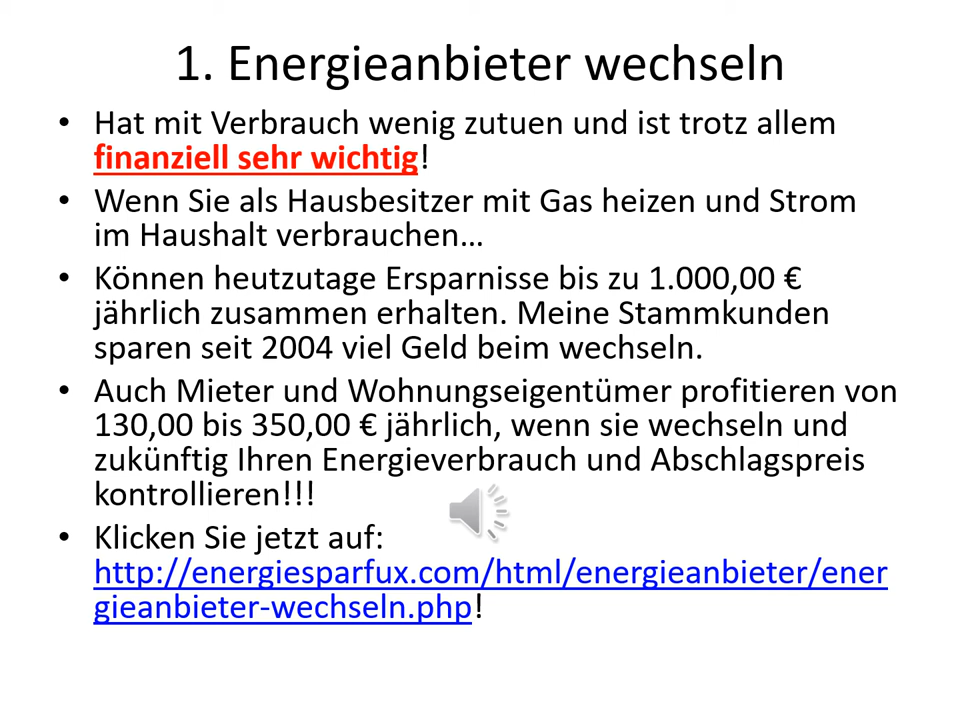 1. Energieanbieter wechseln
• Hat mit Verbrauch wenig zutuen und ist trotz allem
finanziell sehr wichtig!
• Wenn Sie als Hausbesitzer mit Gas heizen und Strom
im Haushalt verbrauchen…
• Können heutzutage Ersparnisse bis zu 1.000,00 €
jährlich zusammen erhalten. Meine Stammkunden
sparen seit 2004 viel Geld beim wechseln.
• Auch Mieter und Wohnungseigentümer profitieren von
130,00 bis 350,00 € jährlich, wenn sie wechseln und
zukünftig Ihren Energieverbrauch und Abschlagspreis
kontrollieren!!!
• Klicken Sie jetzt auf:
http://energiesparfux.com/html/energieanbieter/ener
gieanbieter-wechseln.php!